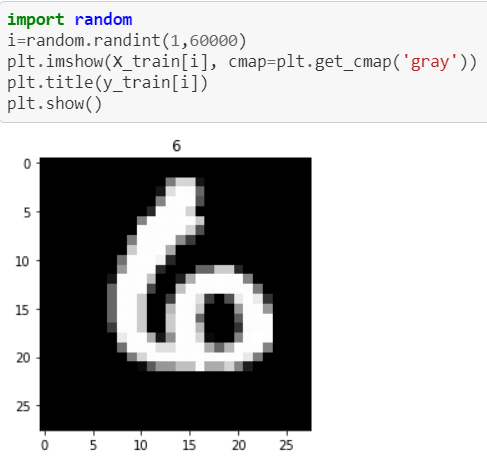 import random
i=random.randint(1,60000)
plt.imshow(X_train[i], cmap=plt.get_cmap('gray'))
plt.title(y_train[i])
plt.show()
6
0
5
10
15
20
25
0 5 10 15 20 25
6